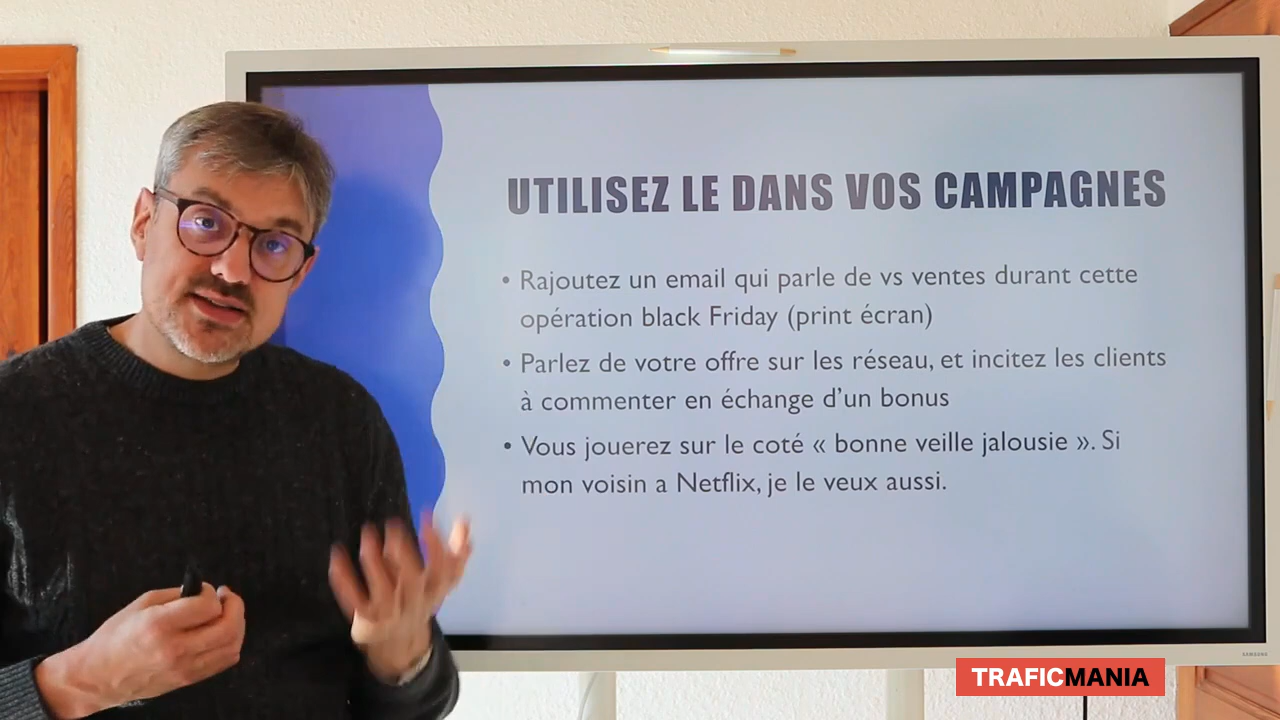 UTILISEZ LE DANS VOS CAMPAGNES
• Rajoutez un email qui parle de vs ventes durant cette
opération black Friday (print écran)
• Parlez de votre offre sur les réseau, et incitez les clients
à commenter en échange d’un bonus
• Vous jouerez sur le coté « bonne veille jalousie ». Si
mon voisin a Netflix, je le veux aussi.
SAMSUNG
TRAFICMANIA